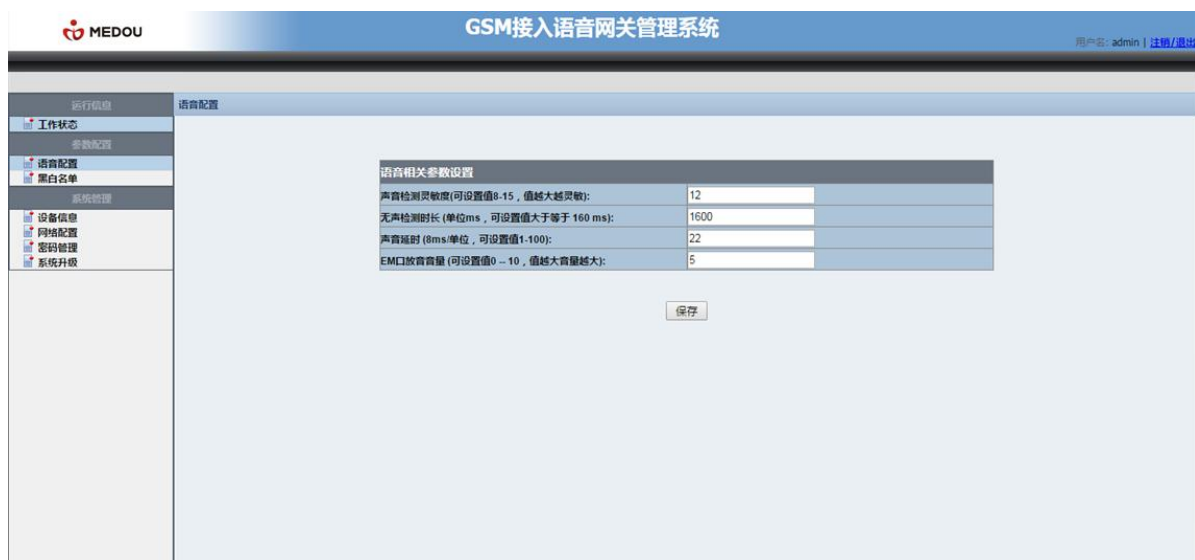 MEDOU
GSM接入语音网关管理系统
用户名: admin | 注销/退出
运行信息
工作状态
参数配置
语音配置
黑白名单
系统管理
设备信息
网络配置
密码管理
系统升级
语音配置
语音相关参数设置
声音检测灵敏度(可设置值8-15，值越大越灵敏): 12
无声检测时长 (单位ms，可设置值大于等于 160 ms): 1600
声音延时 (8ms/单位，可设置值1-100): 22
EM口放音音量 (可设置值0 -- 10，值越大音量越大): 5
保存